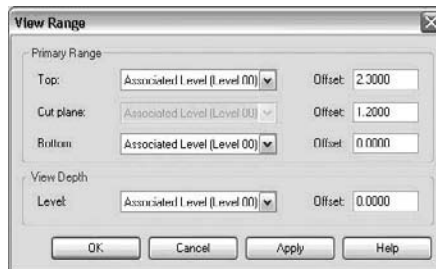 View Range
Primary Range
Top: Associated Level (Level 00) Offset: 2.3000
Cut plane: Associated Level (Level 00) Offset: 1.2000
Bottom: Associated Level (Level 00) Offset: 0.0000
View Depth
Level: Associated Level (Level 00) Offset: 0.0000
OK Cancel Apply Help